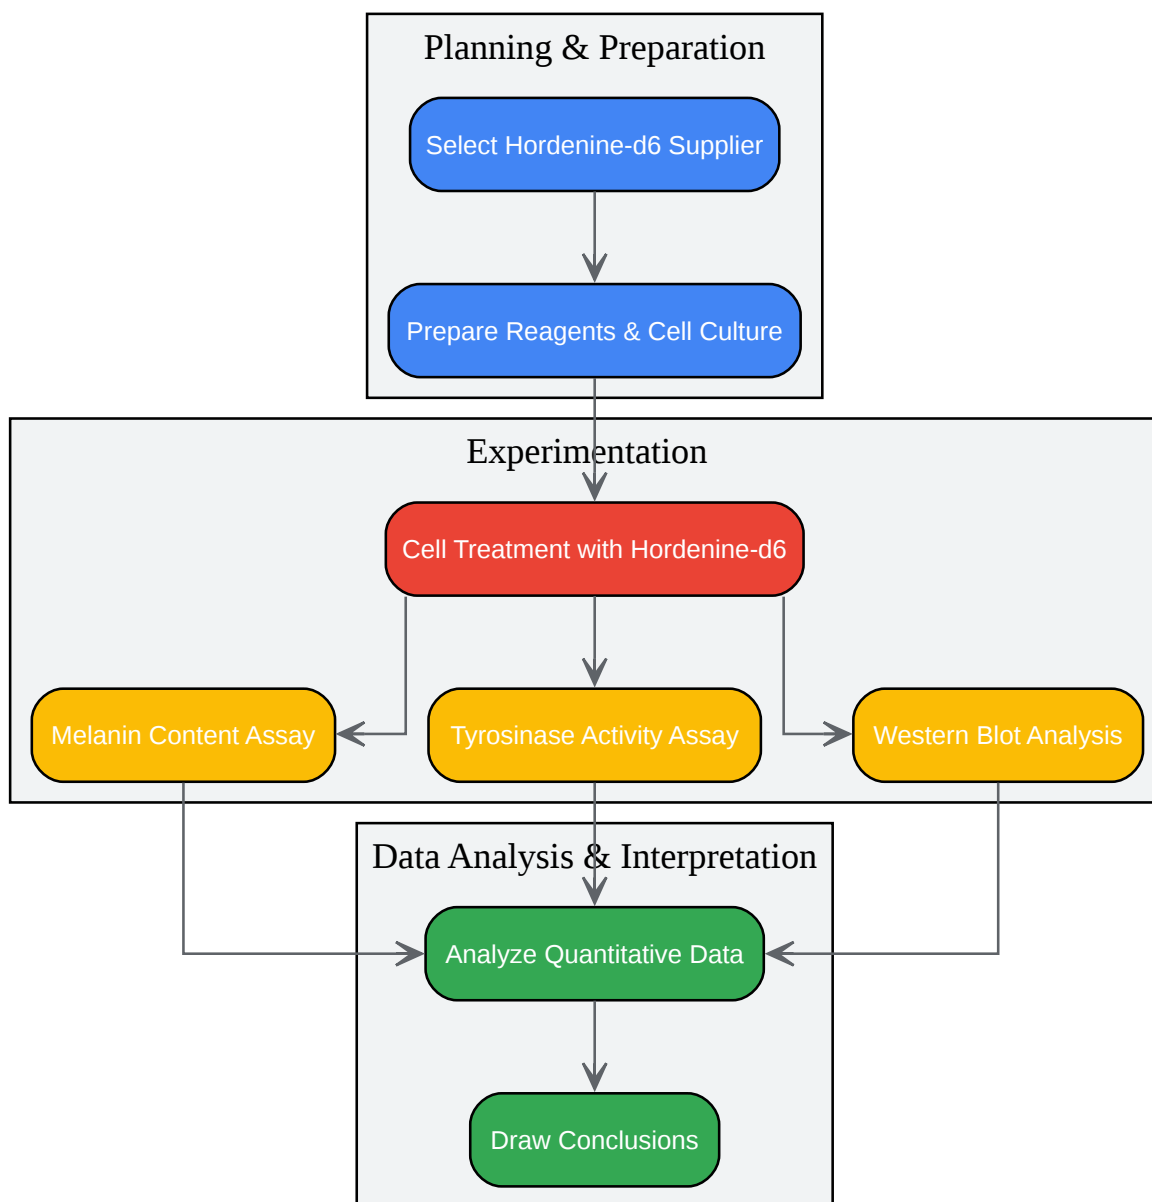 Planning & Preparation
Select Hordenine-d6 Supplier
Prepare Reagents & Cell Culture
Experimentation
Cell Treatment with Hordenine-d6
Melanin Content Assay
Tyrosinase Activity Assay
Western Blot Analysis
Data Analysis & Interpretation
Analyze Quantitative Data
Draw Conclusions